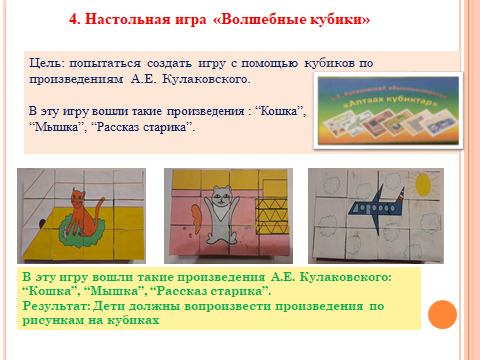 4. Настольная игра «Волшебные кубики»
Цель: попытаться создать игру с помощью кубиков по
произведениям А.Е. Кулаковского.
В эту игру вошли такие произведения : “Кошка”,
“Мышка”, “Рассказ старика”.
«Алтаах кубиктар»
В эту игру вошли такие произведения А.Е. Кулаковского:
“Кошка”, “Мышка”, “Рассказ старика”.
Результат: Дети должны вопроизвести произведения по
рисункам на кубиках